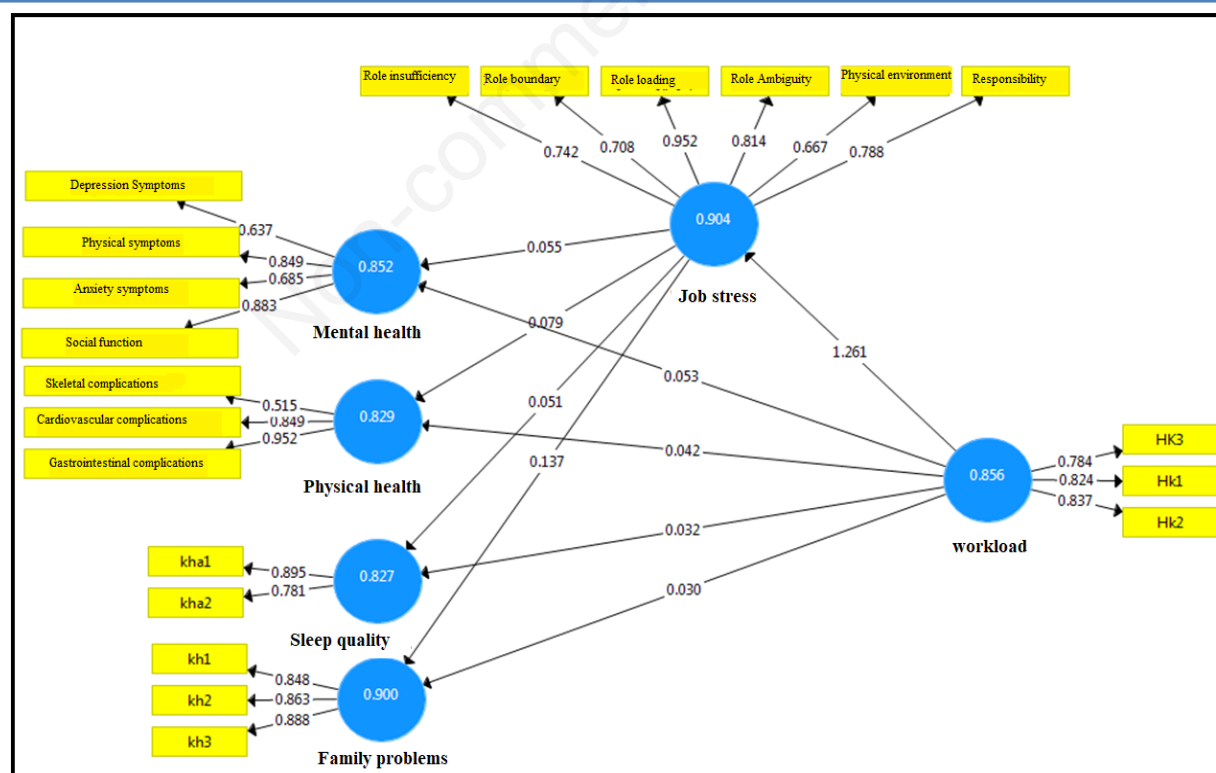 Non-comme
Role insufficiency
Role boundary
Role loading
Role Ambiguity
Physical environment
Responsibility
0.742
0.708
0.952
0.814
0.667
0.788
0.904
Job stress
Depression Symptoms
Physical symptoms
Anxiety symptoms
Social function
0.637
0.849
0.685
0.883
0.852
Mental health
0.055
0.079
0.051
0.137
1.261
0.053
0.042
0.032
0.030
Skeletal complications
Cardiovascular complications
Gastrointestinal complications
0.515
0.849
0.952
0.829
Physical health
HK3
Hk1
Hk2
0.784
0.824
0.837
0.856
workload
kha1
kha2
0.895
0.781
0.827
Sleep quality
kh1
kh2
kh3
0.848
0.863
0.888
0.900
Family problems